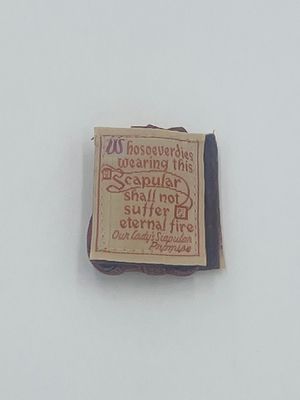 Whosoever dies
wearing this
Scapular
shall not
suffer
eternal fire
Our Lady's Scapular
Promise